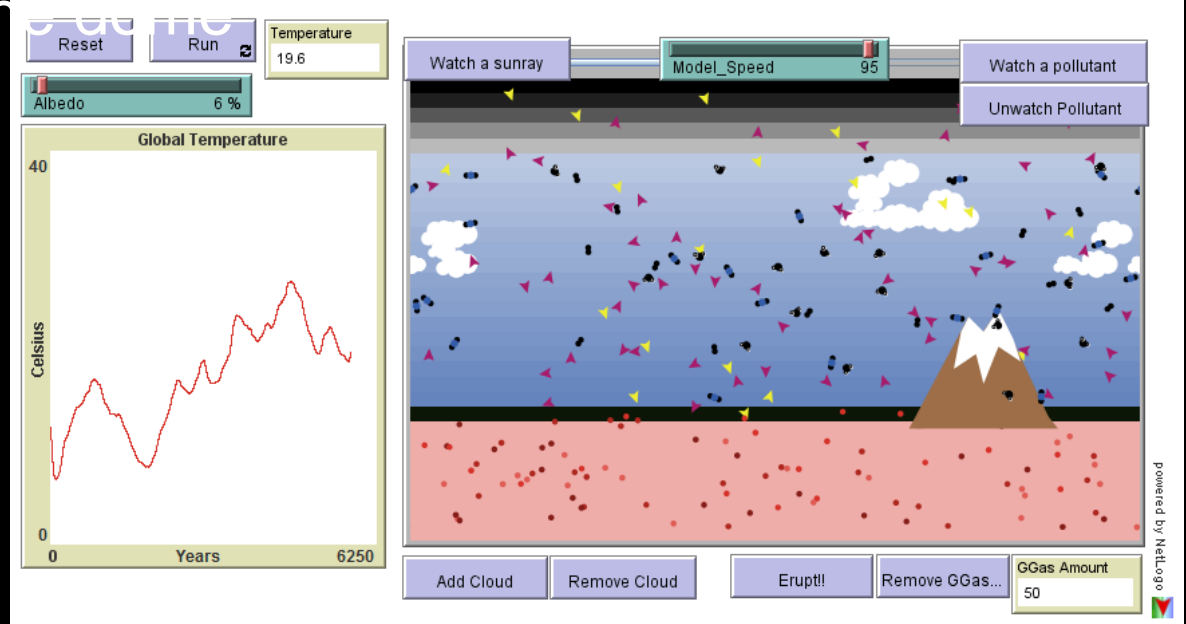 e dome
Reset
Run
Temperature
19.6
Albedo
6 %
Watch a sunray
Model_Speed
95
Watch a pollutant
Unwatch Pollutant
Global Temperature
40
Celsius
0
0
Years
6250
powered by NetLogo
Add Cloud
Remove Cloud
Erupt!!
Remove GGas...
GGas Amount
50